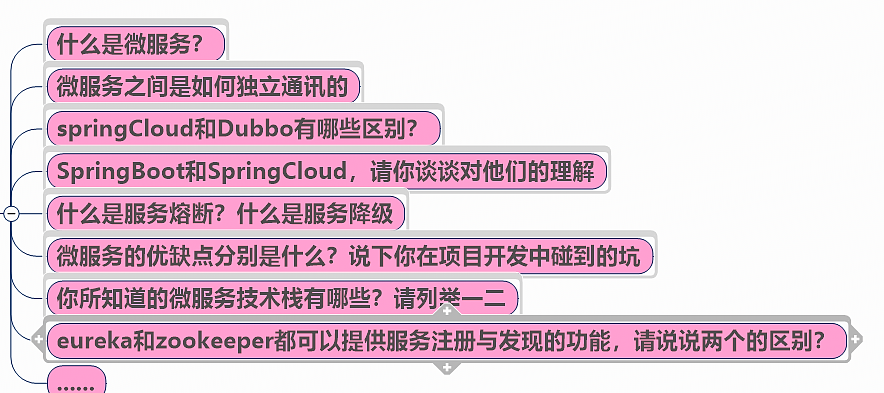 什么是微服务？
微服务之间是如何独立通讯的
springCloud和Dubbo有哪些区别？
SpringBoot和SpringCloud，请你谈谈对他们的理解
什么是服务熔断？什么是服务降级
微服务的优缺点分别是什么？说下你在项目开发中碰到的坑
你所知道的微服务技术栈有哪些？请列举一二
eureka和zookeeper都可以提供服务注册与发现的功能，请说说两个的区别？
......